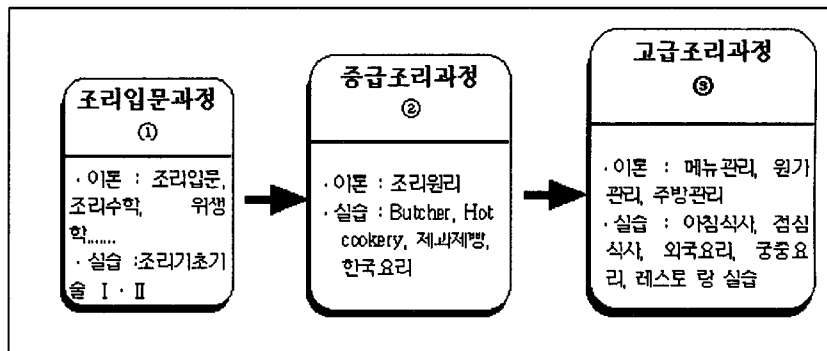 조리입문과정
①
· 이론 : 조리입문,
조리수학, 위생
학.......
· 실습 :조리기초기
술 Ⅰ · Ⅱ
중급조리과정
②
· 이론 : 조리원리
· 실습 : Butcher, Hot
cookery, 제과제빵,
한국요리
고급조리과정
③
· 이론 : 메뉴관리, 원가
관리, 주방관리
· 실습 : 아침식사, 점심
식사, 외국요리, 궁중요
리, 레스토 랑 실습